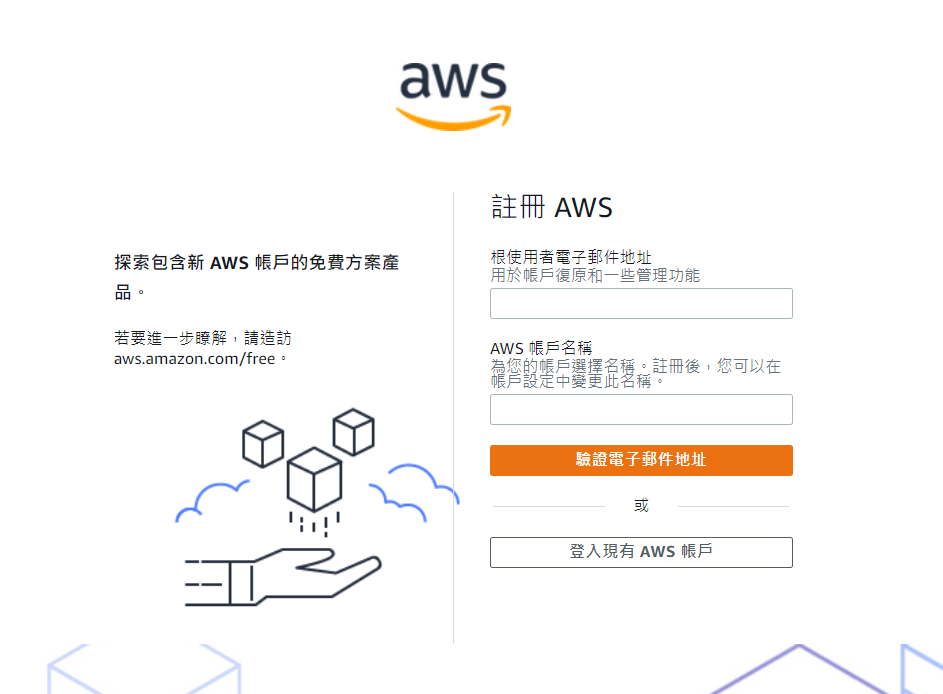 aws
探索包含新 AWS 帳戶的免費方案產
品。
若要進一步瞭解，請造訪
aws.amazon.com/free。
註冊 AWS
根使用者電子郵件地址
用於帳戶復原和一些管理功能
AWS 帳戶名稱
為您的帳戶選擇名稱。註冊後，您可以在
帳戶設定中變更此名稱。
驗證電子郵件地址
或
登入現有 AWS 帳戶